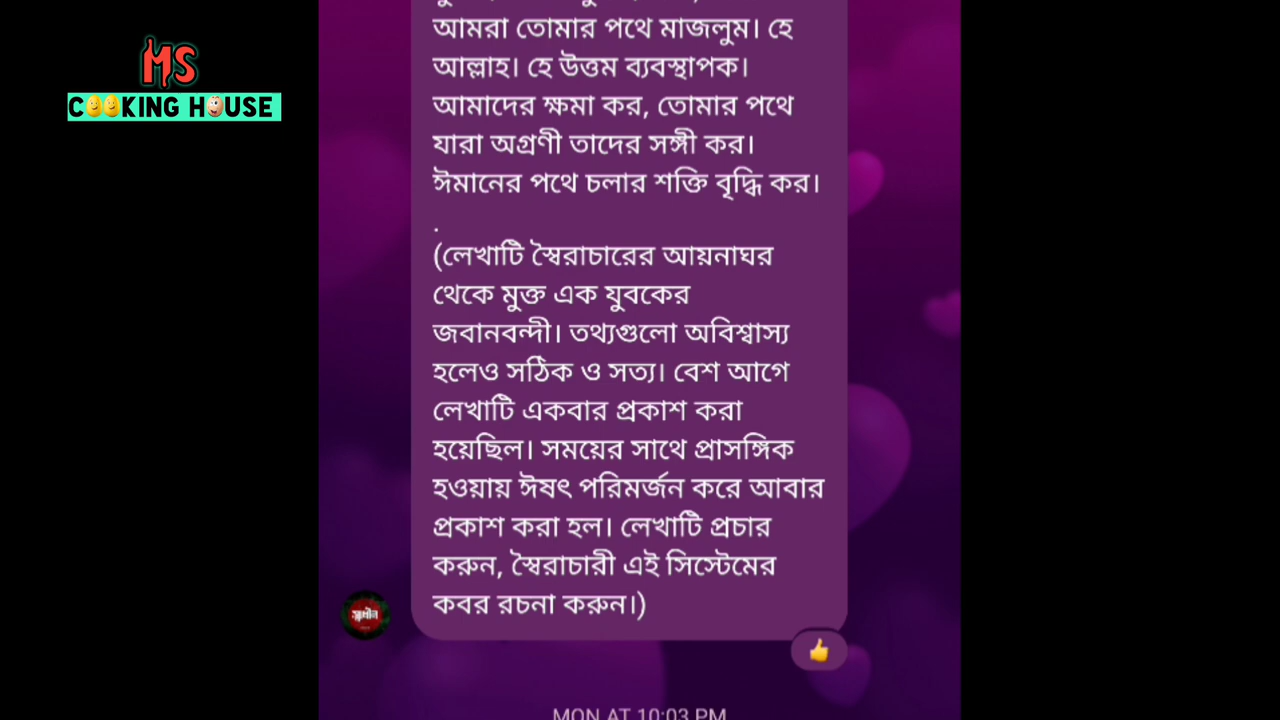 MS
COOKING HOUSE
আমরা তোমার পথে মাজলুম। হে
আল্লাহ। হে উত্তম ব্যবস্থাপক।
আমাদের ক্ষমা কর, তোমার পথে
যারা অগ্রণী তাদের সঙ্গী কর।
ঈমানের পথে চলার শক্তি বৃদ্ধি কর।
.
(লেখাটি স্বৈরাচারের আয়নাঘর
থেকে মুক্ত এক যুবকের
জবানবন্দী। তথ্যগুলো অবিশ্বাস্য
হলেও সঠিক ও সত্য। বেশ আগে
লেখাটি একবার প্রকাশ করা
হয়েছিল। সময়ের সাথে প্রাসঙ্গিক
হওয়ায় ঈষৎ পরিমর্জন করে আবার
প্রকাশ করা হল। লেখাটি প্রচার
করুন, স্বৈরাচারী এই সিস্টেমের
কবর রচনা করুন।)
স্বাধীন
MON AT 10:03 PM